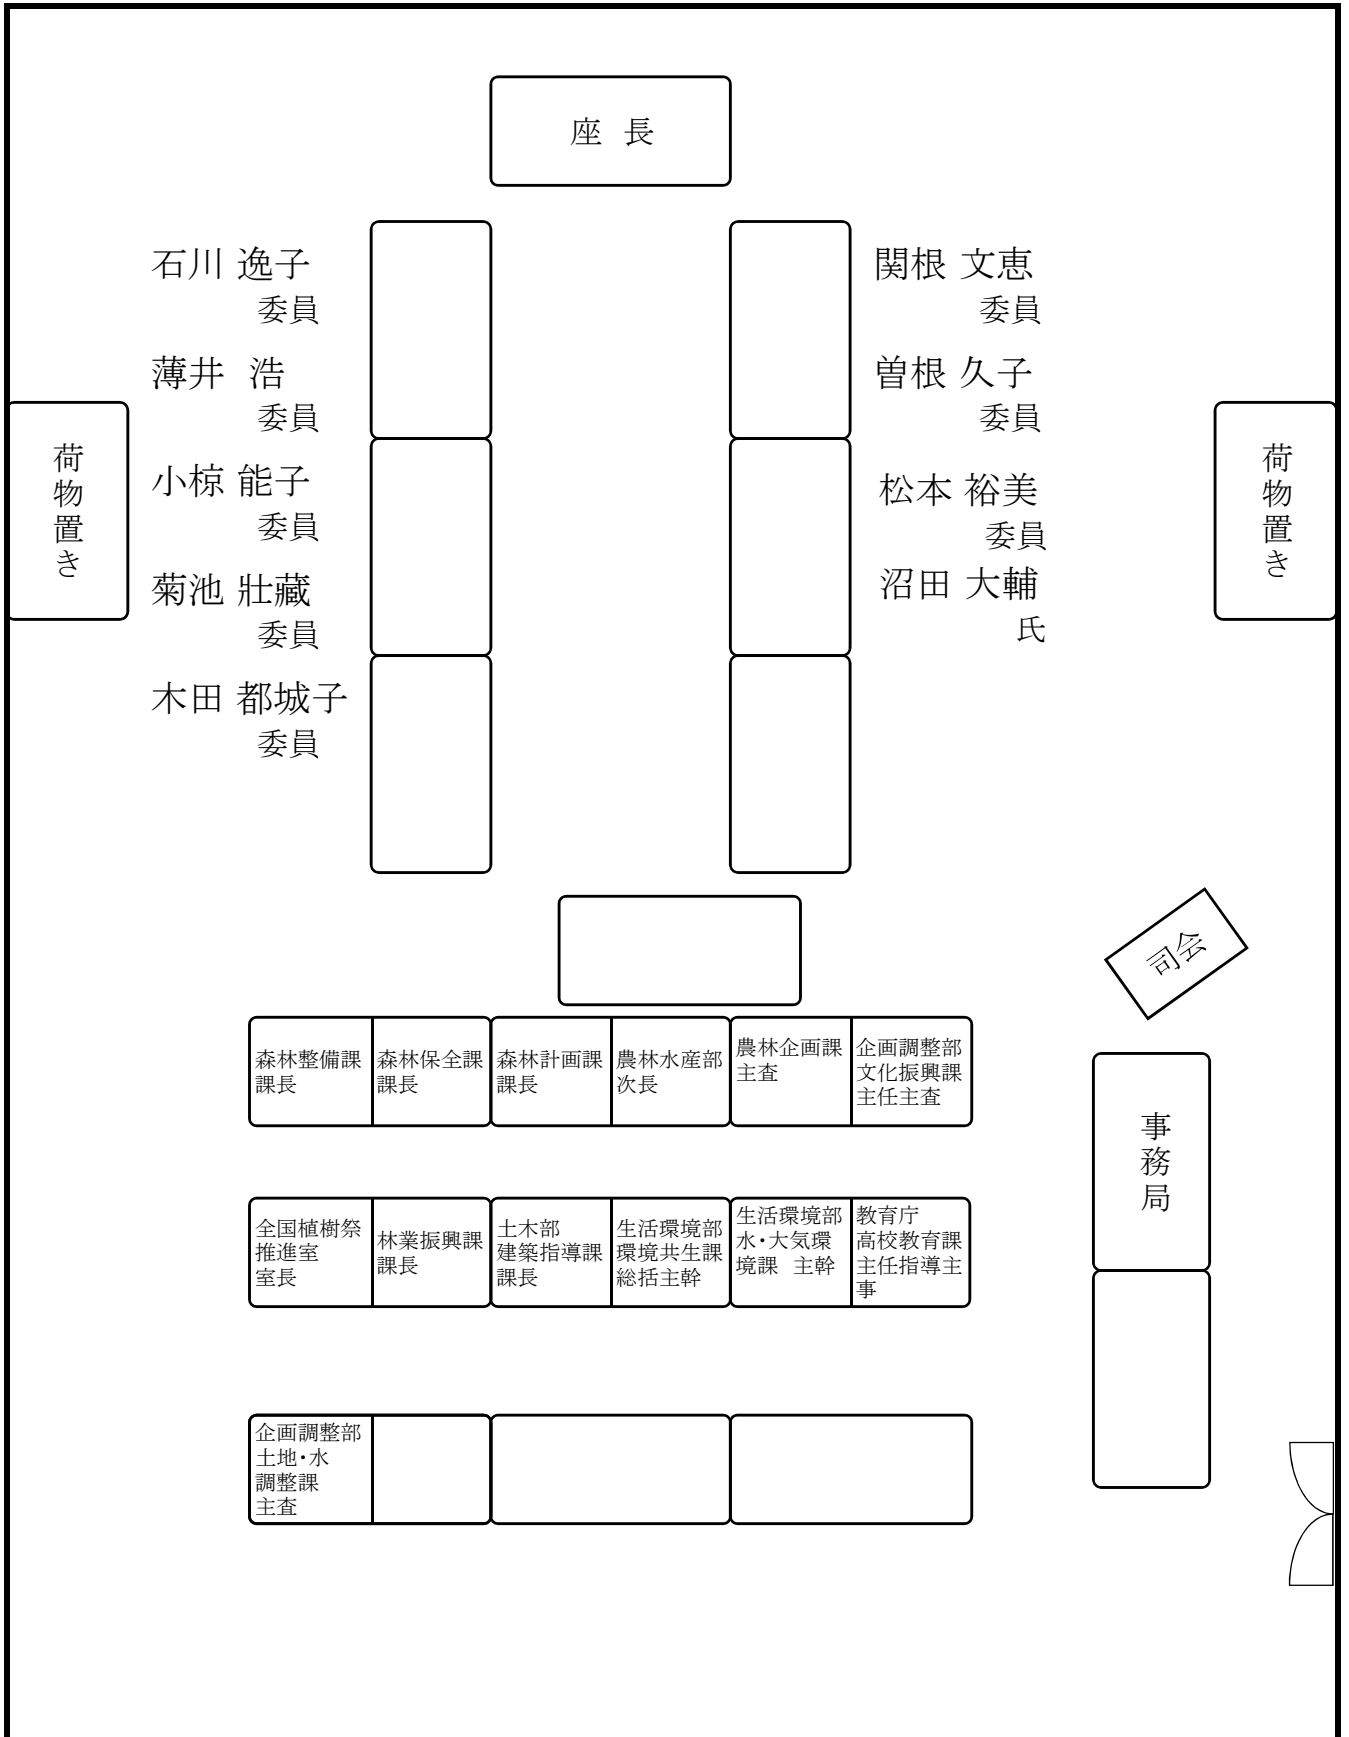 座 長
石川 逸子
委員
薄井 浩
委員
小椋 能子
委員
菊池 壯藏
委員
木田 都城子
委員
関根 文恵
委員
曽根 久子
委員
松本 裕美
委員
沼田 大輔
氏
荷物置き
荷物置き
司会
森林整備課
課長
森林保全課
課長
森林計画課
課長
農林水産部
次長
農林企画課
主査
企画調整部
文化振興課
主任主査
事務局
全国植樹祭
推進室
室長
林業振興課
課長
土木部
建築指導課
課長
生活環境部
環境共生課
総括主幹
生活環境部
水・大気環
境課 主幹
教育庁
高校教育課
主任指導主
事
企画調整部
土地・水
調整課
主査